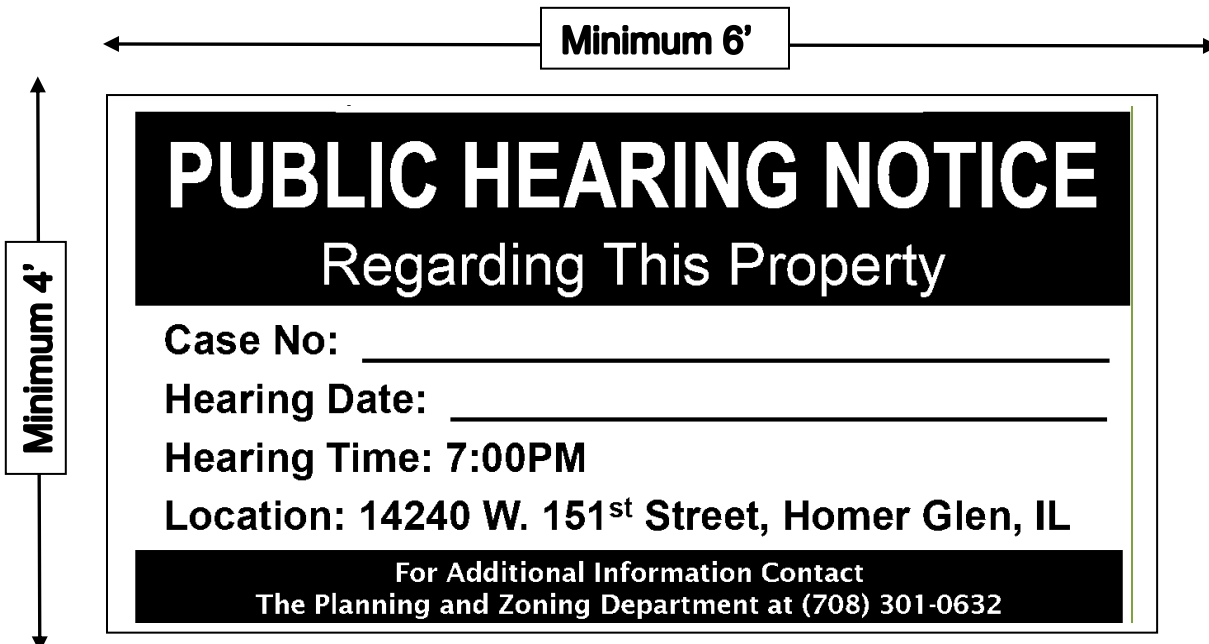 Minimum 6’
Minimum 4’
PUBLIC HEARING NOTICE
Regarding This Property
Case No:
Hearing Date:
Hearing Time: 7:00PM
Location: 14240 W. 151st Street, Homer Glen, IL
For Additional Information Contact
The Planning and Zoning Department at (708) 301-0632